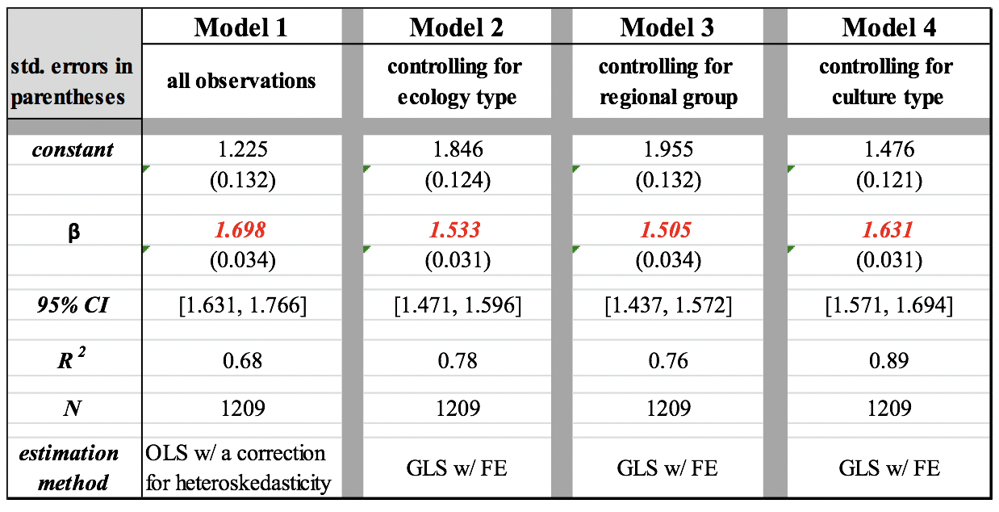 Model 1 Model 2 Model 3 Model 4
std. errors in parentheses all observations controlling for ecology type controlling for regional group controlling for culture type
constant 1.225 1.846 1.955 1.476
(0.132) (0.124) (0.132) (0.121)
β 1.698 1.533 1.505 1.631
(0.034) (0.031) (0.034) (0.031)
95% CI [1.631, 1.766] [1.471, 1.596] [1.437, 1.572] [1.571, 1.694]
R² 0.68 0.78 0.76 0.89
N 1209 1209 1209 1209
estimation method OLS w/ a correction for heteroskedasticity GLS w/ FE GLS w/ FE GLS w/ FE